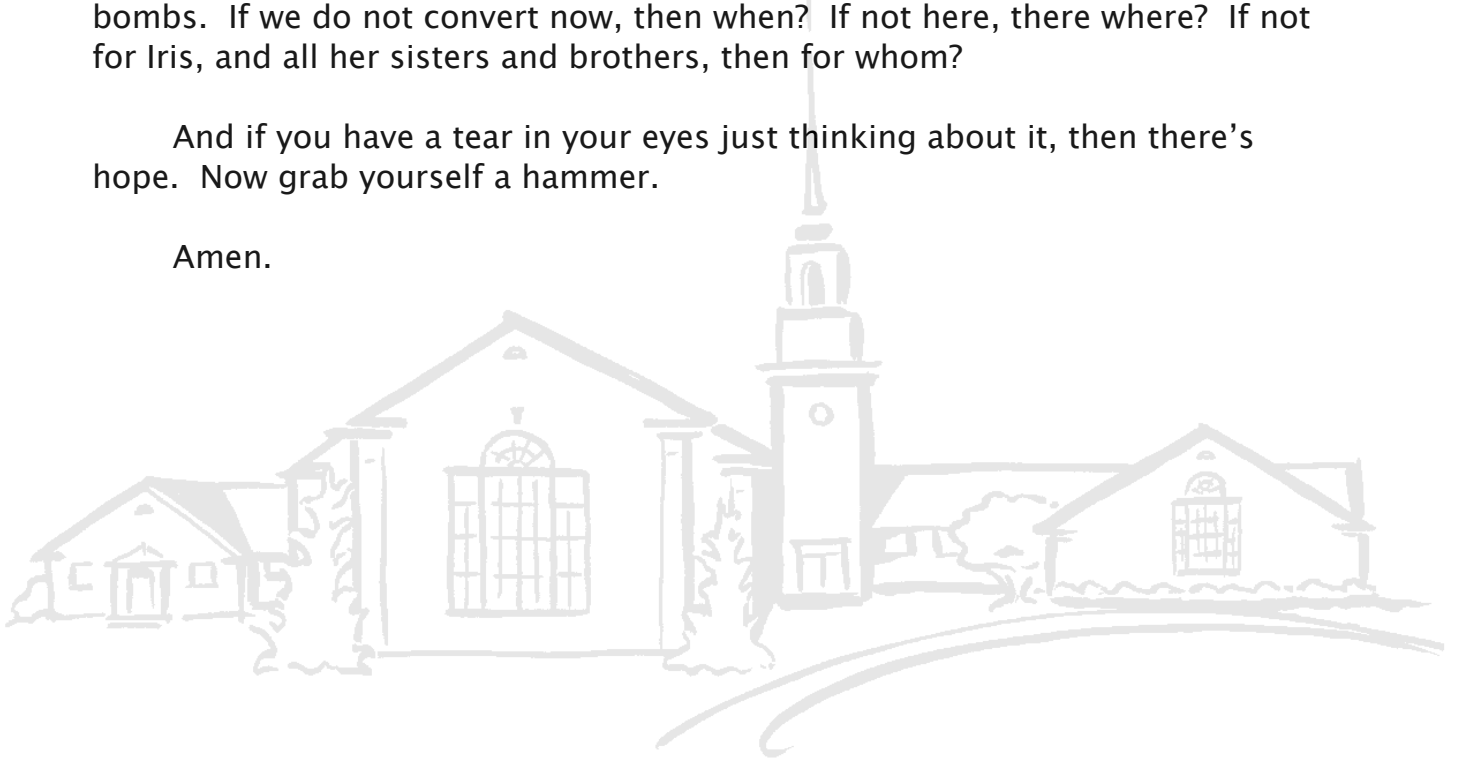 bombs.  If we do not convert now, then when?  If not here, there where?  If not
for Iris, and all her sisters and brothers, then for whom?
And if you have a tear in your eyes just thinking about it, then there’s
hope.  Now grab yourself a hammer.
Amen.